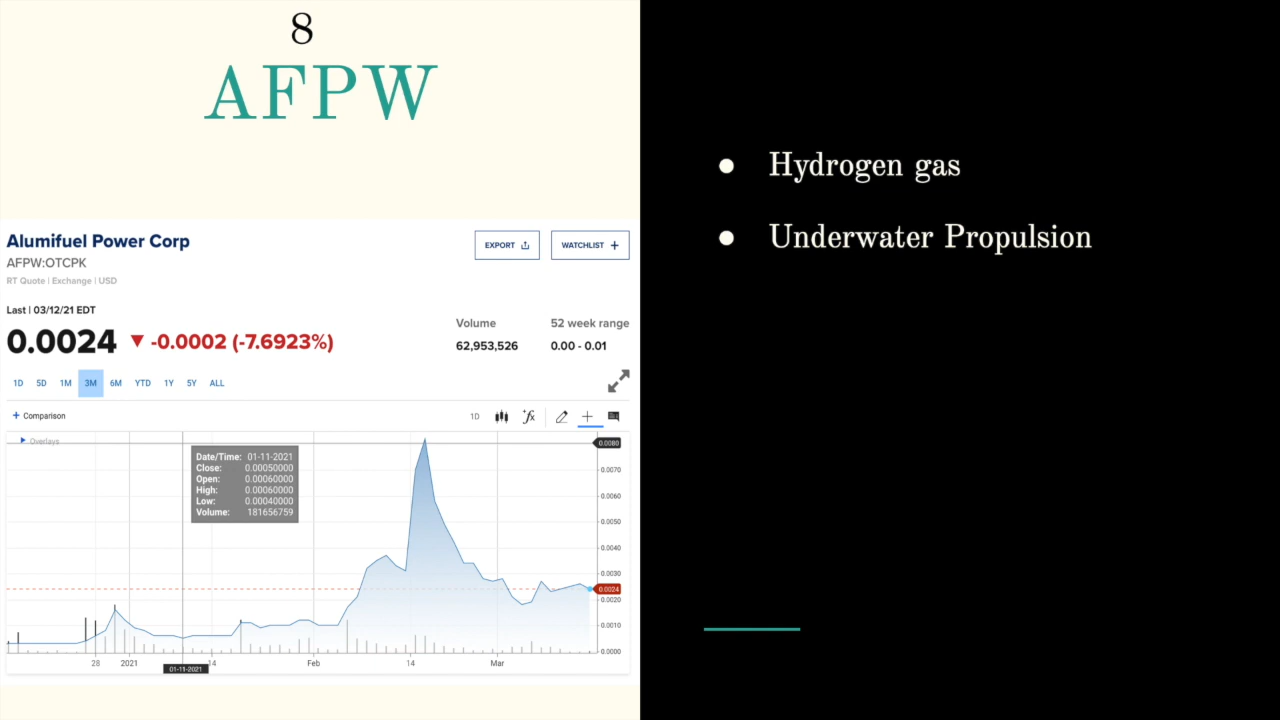 8
AFPW
Alumifuel Power Corp
AFPW:OTCPK
RT Quote | Exchange | USD
EXPORT
WATCHLIST +
Last | 03/12/21 EDT
0.0024 ▼ -0.0002 (-7.6923%)
Volume
62,953,526
52 week range
0.00 - 0.01
1D 5D 1M 3M 6M YTD 1Y 5Y ALL
+ Comparison
1D
Overlays
Date/Time: 01-11-2021
Close: 0.00050000
Open: 0.00060000
High: 0.00060000
Low: 0.00040000
Volume: 181656759
0.0080
0.0070
0.0060
0.0050
0.0040
0.0030
0.0024
0.0020
0.0010
0.0000
28 2021 14 Feb 14 Mar
01-11-2021
● Hydrogen gas
● Underwater Propulsion